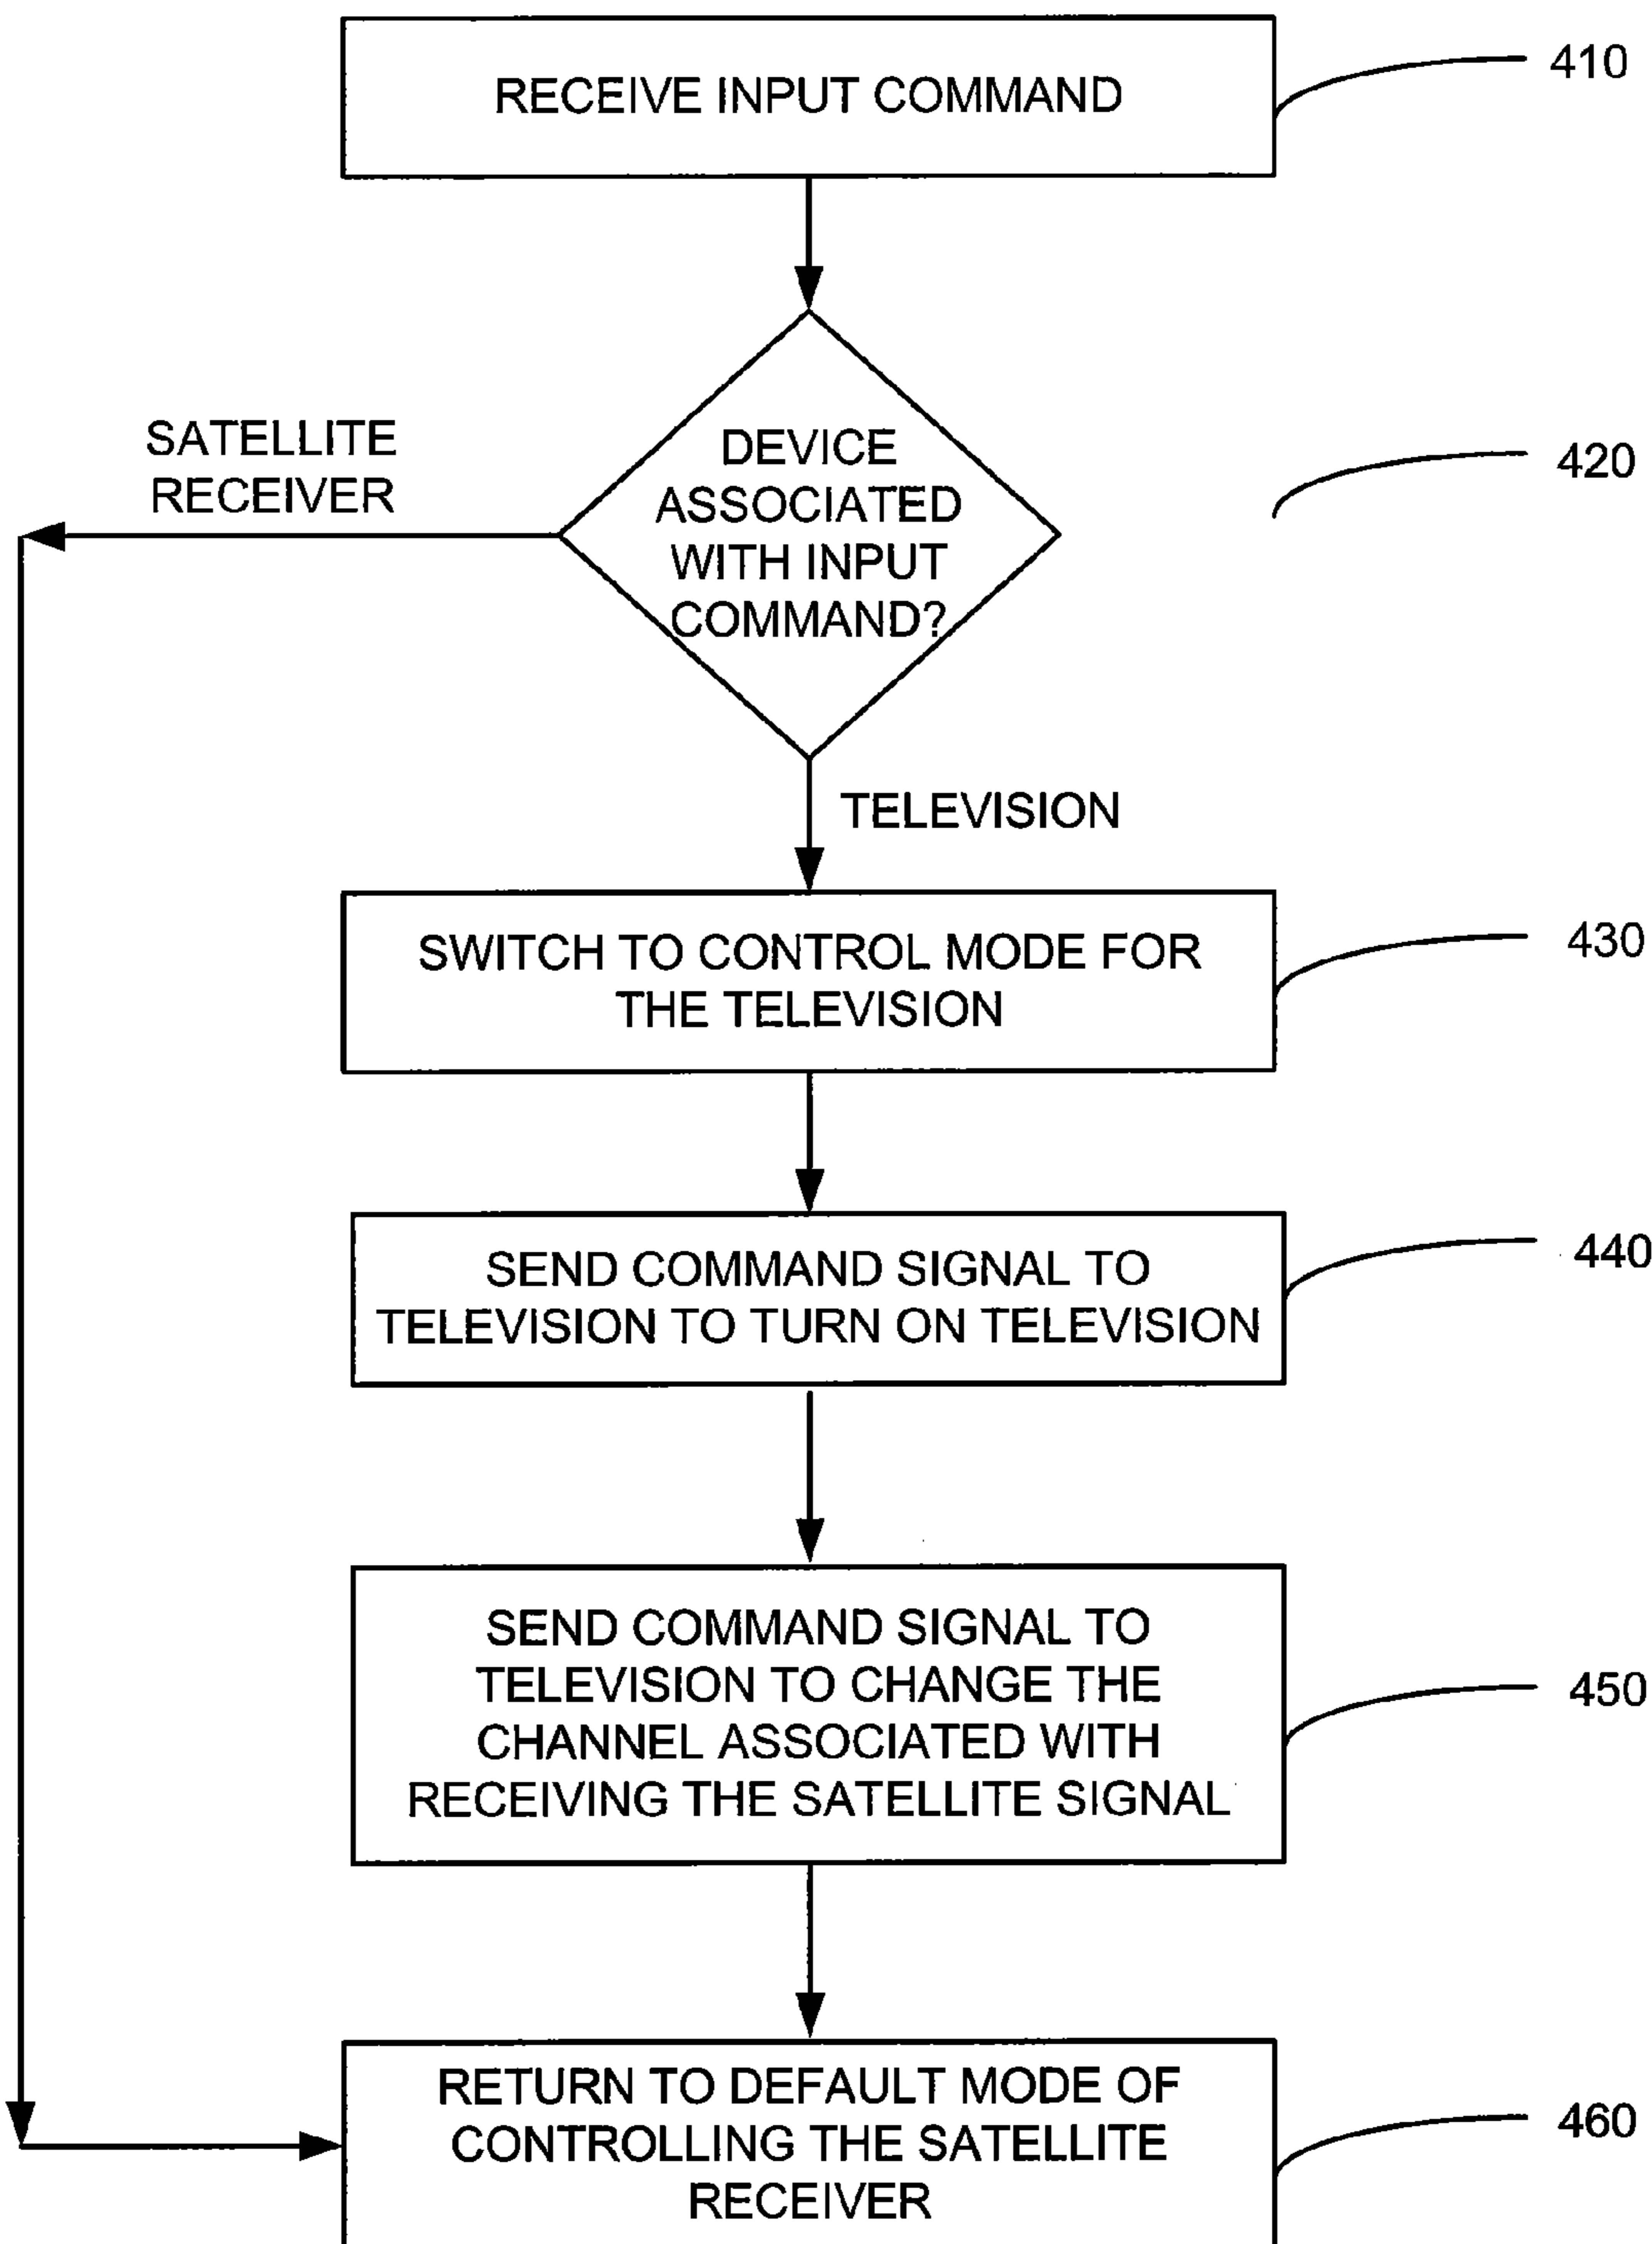 RECEIVE INPUT COMMAND
410
SATELLITE
RECEIVER
DEVICE
ASSOCIATED
WITH INPUT
COMMAND?
420
TELEVISION
SWITCH TO CONTROL MODE FOR
THE TELEVISION
430
SEND COMMAND SIGNAL TO
TELEVISION TO TURN ON TELEVISION
440
SEND COMMAND SIGNAL TO
TELEVISION TO CHANGE THE
CHANNEL ASSOCIATED WITH
RECEIVING THE SATELLITE SIGNAL
450
RETURN TO DEFAULT MODE OF
CONTROLLING THE SATELLITE
RECEIVER
460